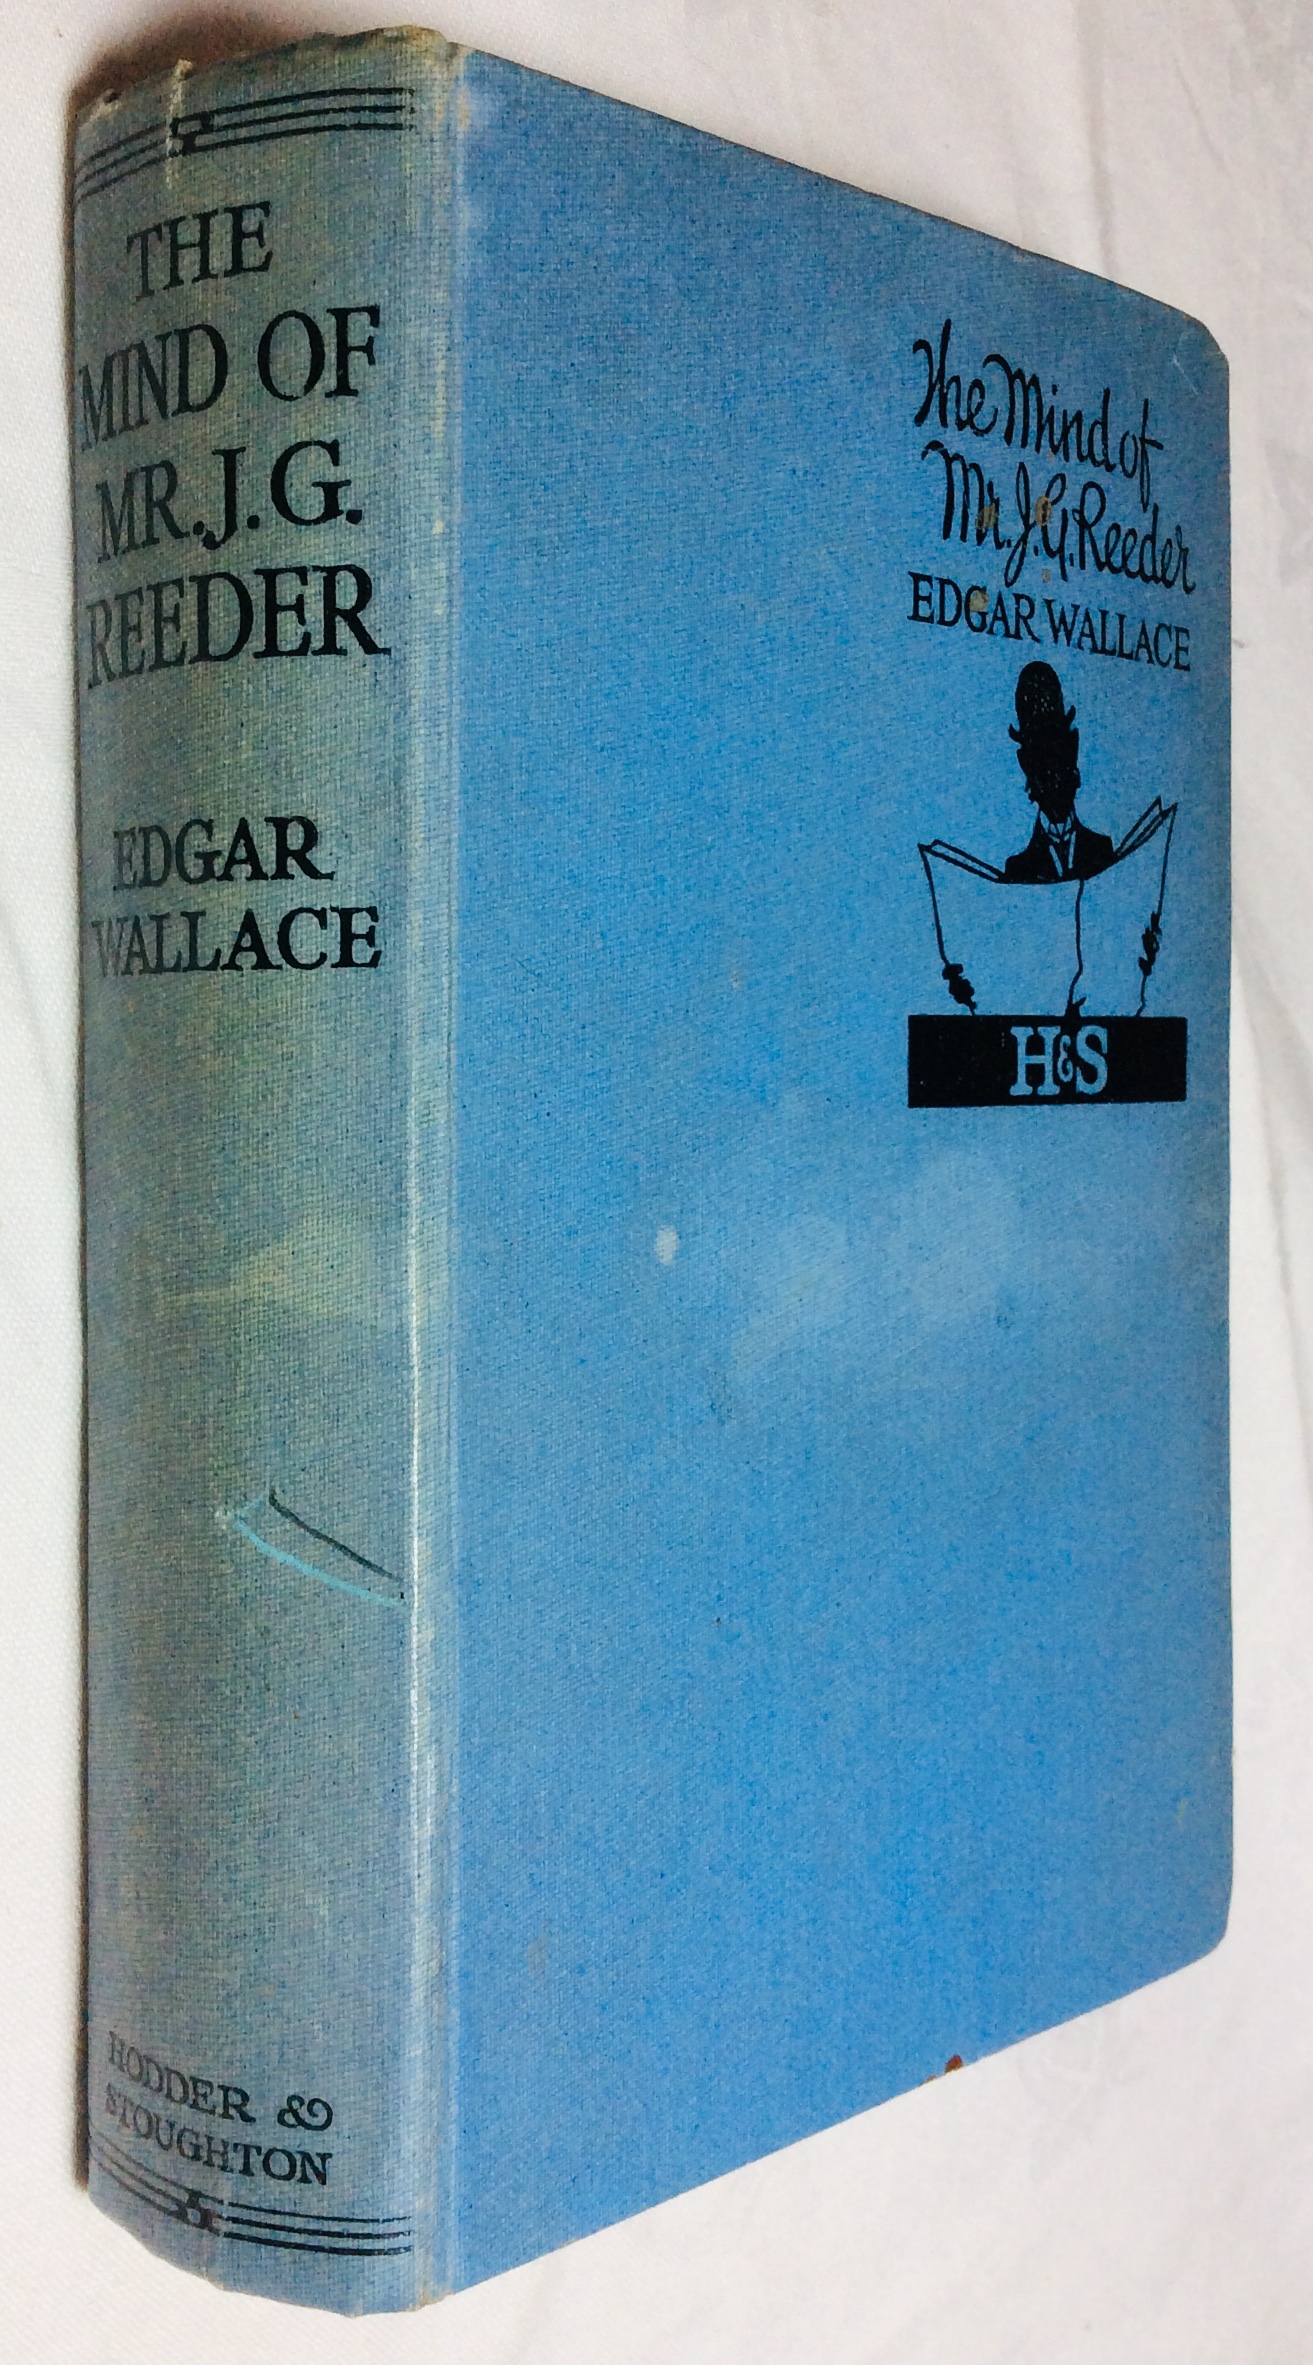 THE
MIND OF
MR. J. G.
REEDER
EDGAR
WALLACE
HODDER &
STOUGHTON
The Mind of
Mr. J. G. Reeder
EDGAR WALLACE
H&S